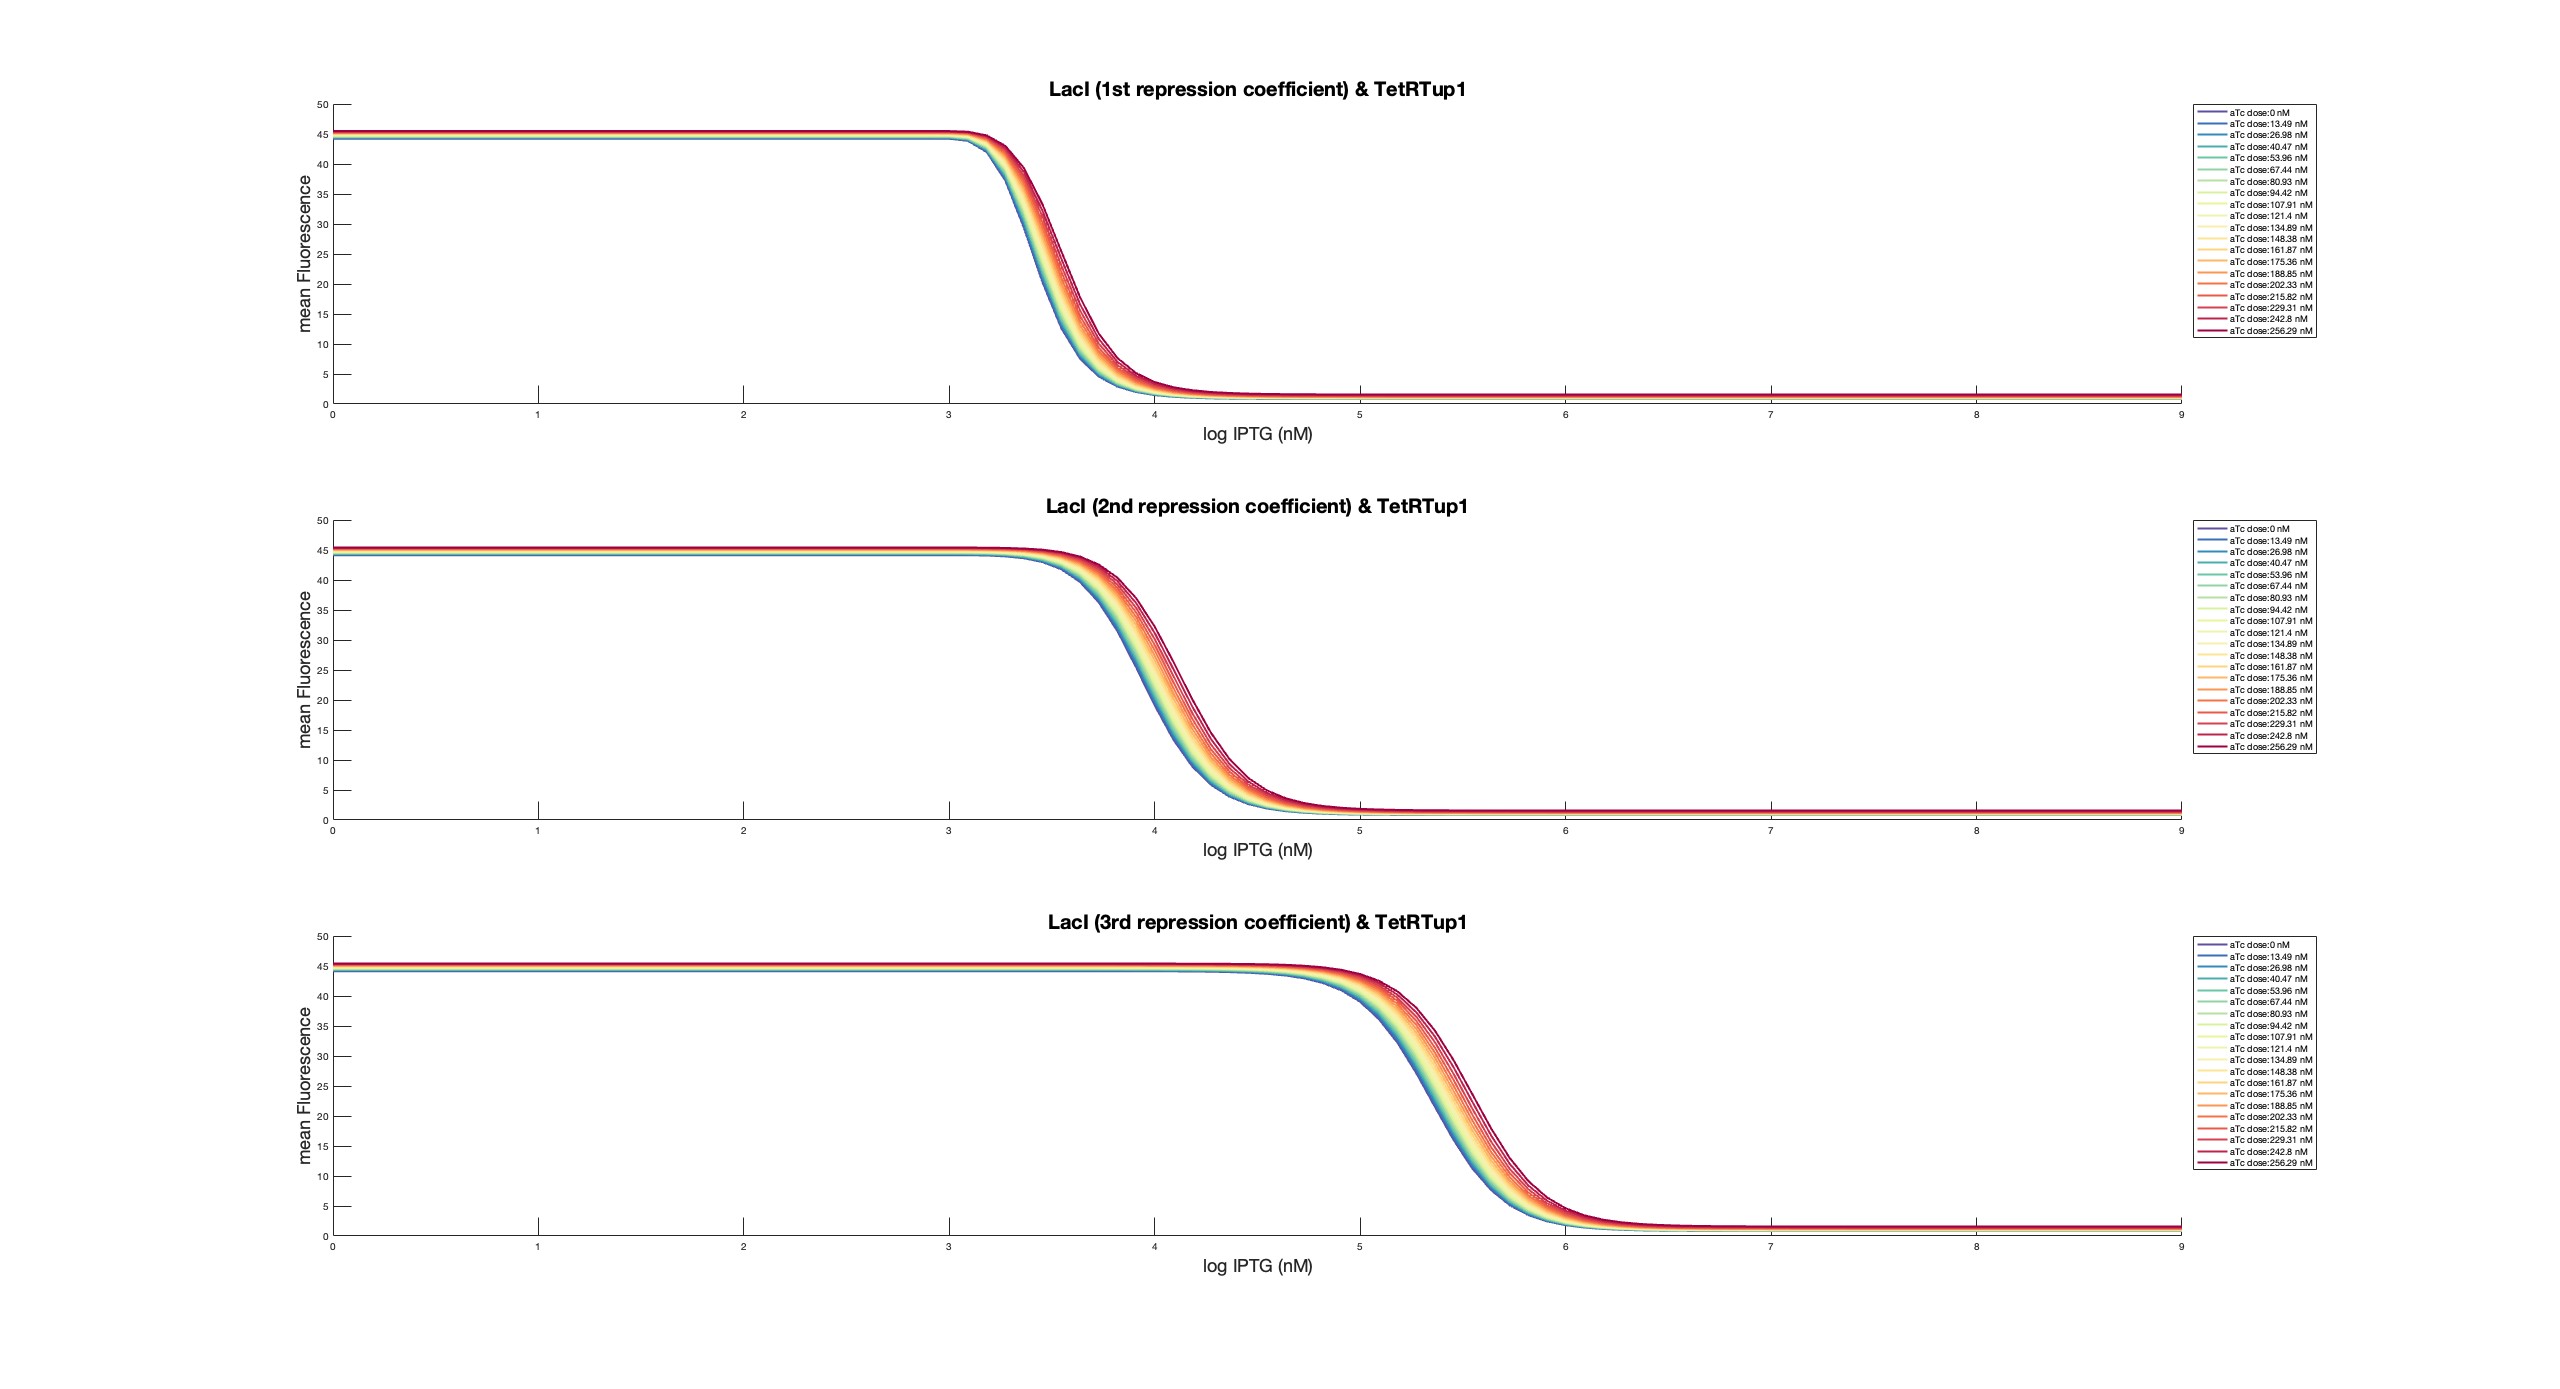 LacI (1st repression coefficient) & TetRTup1
50
45
40
35
30
25
20
15
10
5
0
mean Fluorescence
0 1 2 3 4 5 6 7 8 9
log IPTG (nM)
aTc dose:0 nM
aTc dose:13.49 nM
aTc dose:26.98 nM
aTc dose:40.47 nM
aTc dose:53.96 nM
aTc dose:67.44 nM
aTc dose:80.93 nM
aTc dose:94.42 nM
aTc dose:107.91 nM
aTc dose:121.4 nM
aTc dose:134.89 nM
aTc dose:148.38 nM
aTc dose:161.87 nM
aTc dose:175.36 nM
aTc dose:188.85 nM
aTc dose:202.33 nM
aTc dose:215.82 nM
aTc dose:229.31 nM
aTc dose:242.8 nM
aTc dose:256.29 nM
LacI (2nd repression coefficient) & TetRTup1
50
45
40
35
30
25
20
15
10
5
0
mean Fluorescence
0 1 2 3 4 5 6 7 8 9
log IPTG (nM)
aTc dose:0 nM
aTc dose:13.49 nM
aTc dose:26.98 nM
aTc dose:40.47 nM
aTc dose:53.96 nM
aTc dose:67.44 nM
aTc dose:80.93 nM
aTc dose:94.42 nM
aTc dose:107.91 nM
aTc dose:121.4 nM
aTc dose:134.89 nM
aTc dose:148.38 nM
aTc dose:161.87 nM
aTc dose:175.36 nM
aTc dose:188.85 nM
aTc dose:202.33 nM
aTc dose:215.82 nM
aTc dose:229.31 nM
aTc dose:242.8 nM
aTc dose:256.29 nM
LacI (3rd repression coefficient) & TetRTup1
50
45
40
35
30
25
20
15
10
5
0
mean Fluorescence
0 1 2 3 4 5 6 7 8 9
log IPTG (nM)
aTc dose:0 nM
aTc dose:13.49 nM
aTc dose:26.98 nM
aTc dose:40.47 nM
aTc dose:53.96 nM
aTc dose:67.44 nM
aTc dose:80.93 nM
aTc dose:94.42 nM
aTc dose:107.91 nM
aTc dose:121.4 nM
aTc dose:134.89 nM
aTc dose:148.38 nM
aTc dose:161.87 nM
aTc dose:175.36 nM
aTc dose:188.85 nM
aTc dose:202.33 nM
aTc dose:215.82 nM
aTc dose:229.31 nM
aTc dose:242.8 nM
aTc dose:256.29 nM